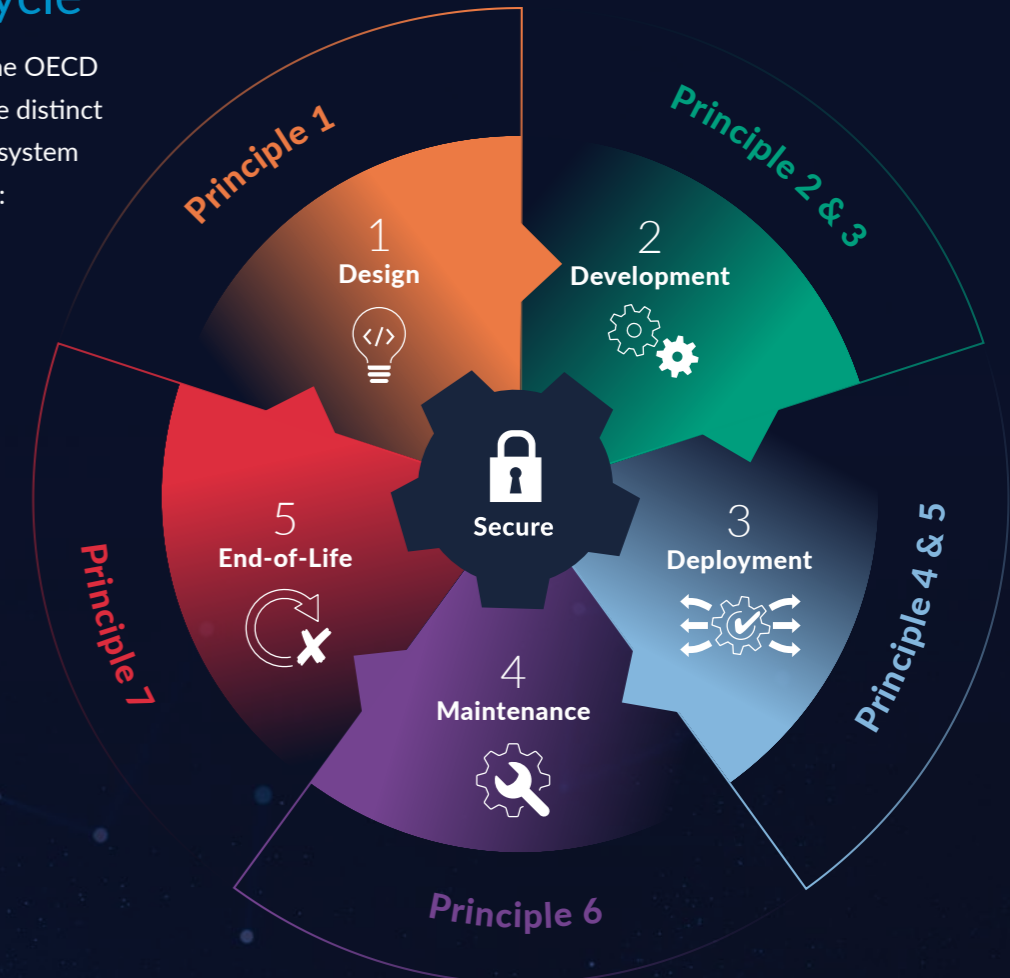 ycle
he OECD
e distinct
system
:
Principle 1
1
Design
</>
Principle 2 & 3
2
Development
Principle 4 & 5
3
Deployment
Principle 6
4
Maintenance
Principle 7
5
End-of-Life
Secure